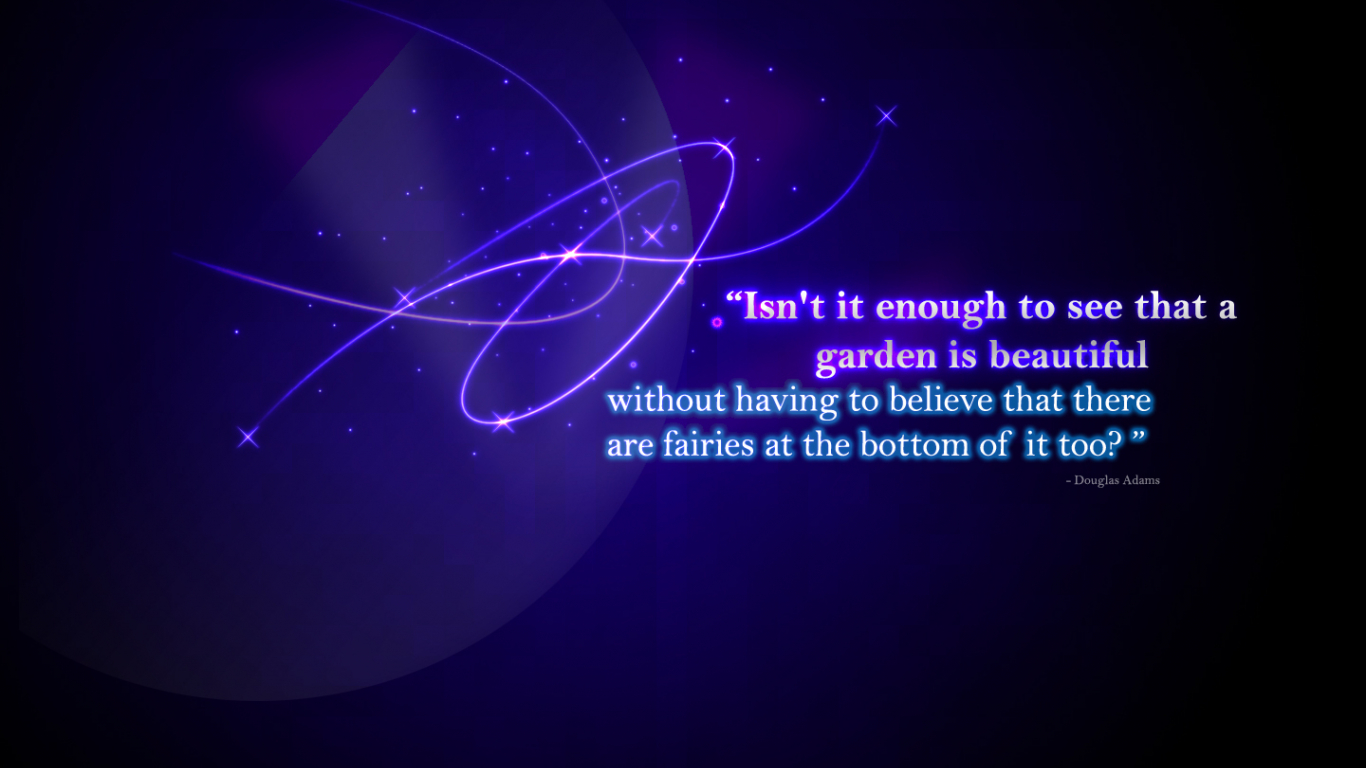 “Isn't it enough to see that a
garden is beautiful
without having to believe that there
are fairies at the bottom of it too? ”
- Douglas Adams